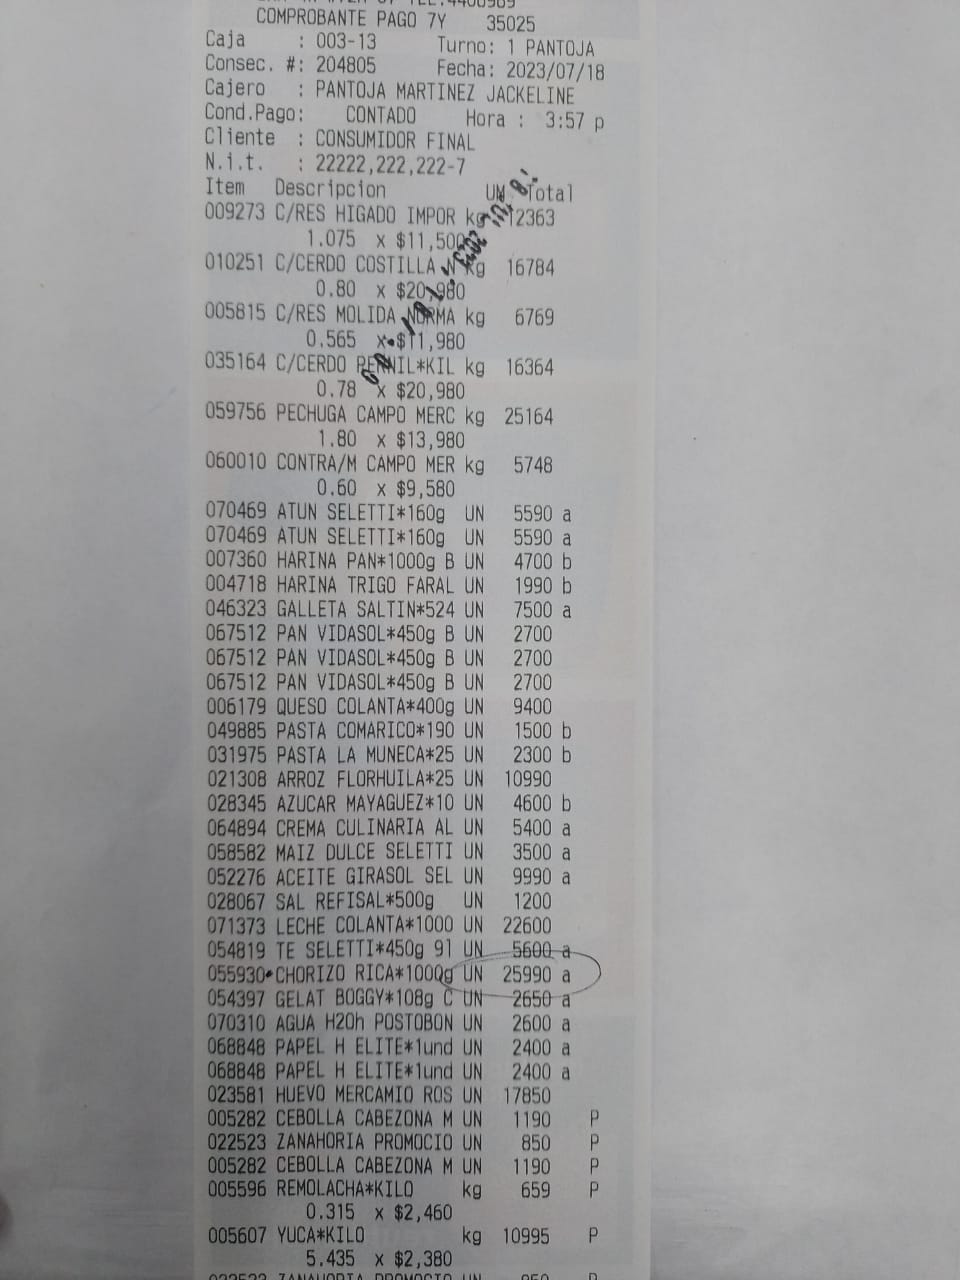 COMPROBANTE PAGO 7Y 35025
Caja : 003-13 Turno: 1 PANTOJA
Consec. #: 204805 Fecha: 2023/07/18
Cajero : PANTOJA MARTINEZ JACKELINE
Cond.Pago: CONTADO Hora : 3:57 p
Cliente : CONSUMIDOR FINAL
N.i.t. : 22222,222,222-7
Item Descripcion UM Total
009273 C/RES HIGADO IMPOR kg 12363
1.075 x $11,500
010251 C/CERDO COSTILLA N kg 16784
0.80 x $20,980
005815 C/RES MOLIDA NORMA kg 6769
0.565 x $11,980
035164 C/CERDO PERNIL*KIL kg 16364
0.78 x $20,980
059756 PECHUGA CAMPO MERC kg 25164
1.80 x $13,980
060010 CONTRA/M CAMPO MER kg 5748
0.60 x $9,580
070469 ATUN SELETTI*160g UN 5590 a
070469 ATUN SELETTI*160g UN 5590 a
007360 HARINA PAN*1000g B UN 4700 b
004718 HARINA TRIGO FARAL UN 1990 b
046323 GALLETA SALTIN*524 UN 7500 a
067512 PAN VIDASOL*450g B UN 2700
067512 PAN VIDASOL*450g B UN 2700
067512 PAN VIDASOL*450g B UN 2700
006179 QUESO COLANTA*400g UN 9400
049885 PASTA COMARICO*190 UN 1500 b
031975 PASTA LA MUNECA*25 UN 2300 b
021308 ARROZ FLORHUILA*25 UN 10990
028345 AZUCAR MAYAGUEZ*10 UN 4600 b
064894 CREMA CULINARIA AL UN 5400 a
058582 MAIZ DULCE SELETTI UN 3500 a
052276 ACEITE GIRASOL SEL UN 9990 a
028067 SAL REFISAL*500g UN 1200
071373 LECHE COLANTA*1000 UN 22600
054819 TE SELETTI*450g 91 UN 5600 a
055930 CHORIZO RICA*1000g UN 25990 a
054397 GELAT BOGGY*108g C UN 2650 a
070310 AGUA H2Oh POSTOBON UN 2600 a
068848 PAPEL H ELITE*1und UN 2400 a
068848 PAPEL H ELITE*1und UN 2400 a
023581 HUEVO MERCAMIO ROS UN 17850
005282 CEBOLLA CABEZONA M UN 1190 P
022523 ZANAHORIA PROMOCIO UN 850 P
005282 CEBOLLA CABEZONA M UN 1190 P
005596 REMOLACHA*KILO kg 659 P
0.315 x $2,460
005607 YUCA*KILO kg 10995 P
5.435 x $2,380
022523 ZANAHORIA PROMOCIO UN 850 P